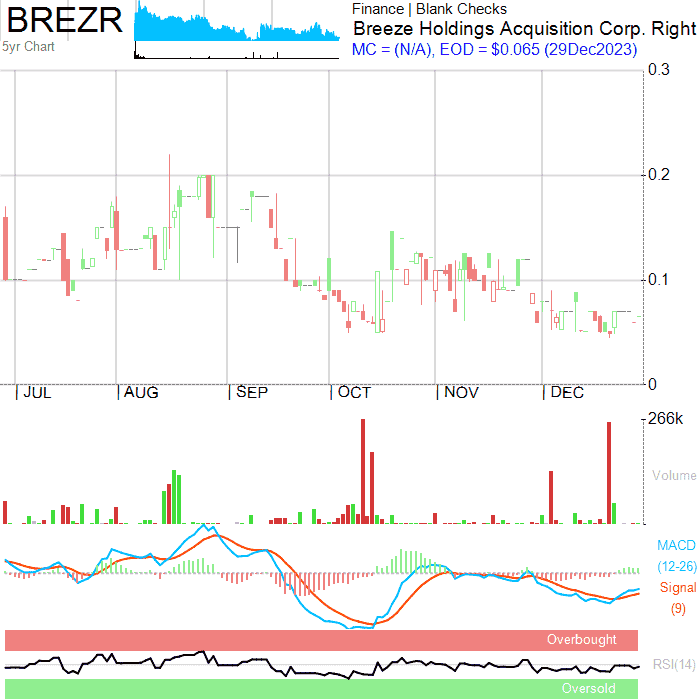 BREZR
5yr Chart
Finance | Blank Checks
Breeze Holdings Acquisition Corp. Right
MC = (N/A), EOD = $0.065 (29Dec2023)
0.3
0.2
0.1
0
JUL
AUG
SEP
OCT
NOV
DEC
266k
Volume
MACD
(12-26)
Signal
(9)
Overbought
RSI(14)
Oversold